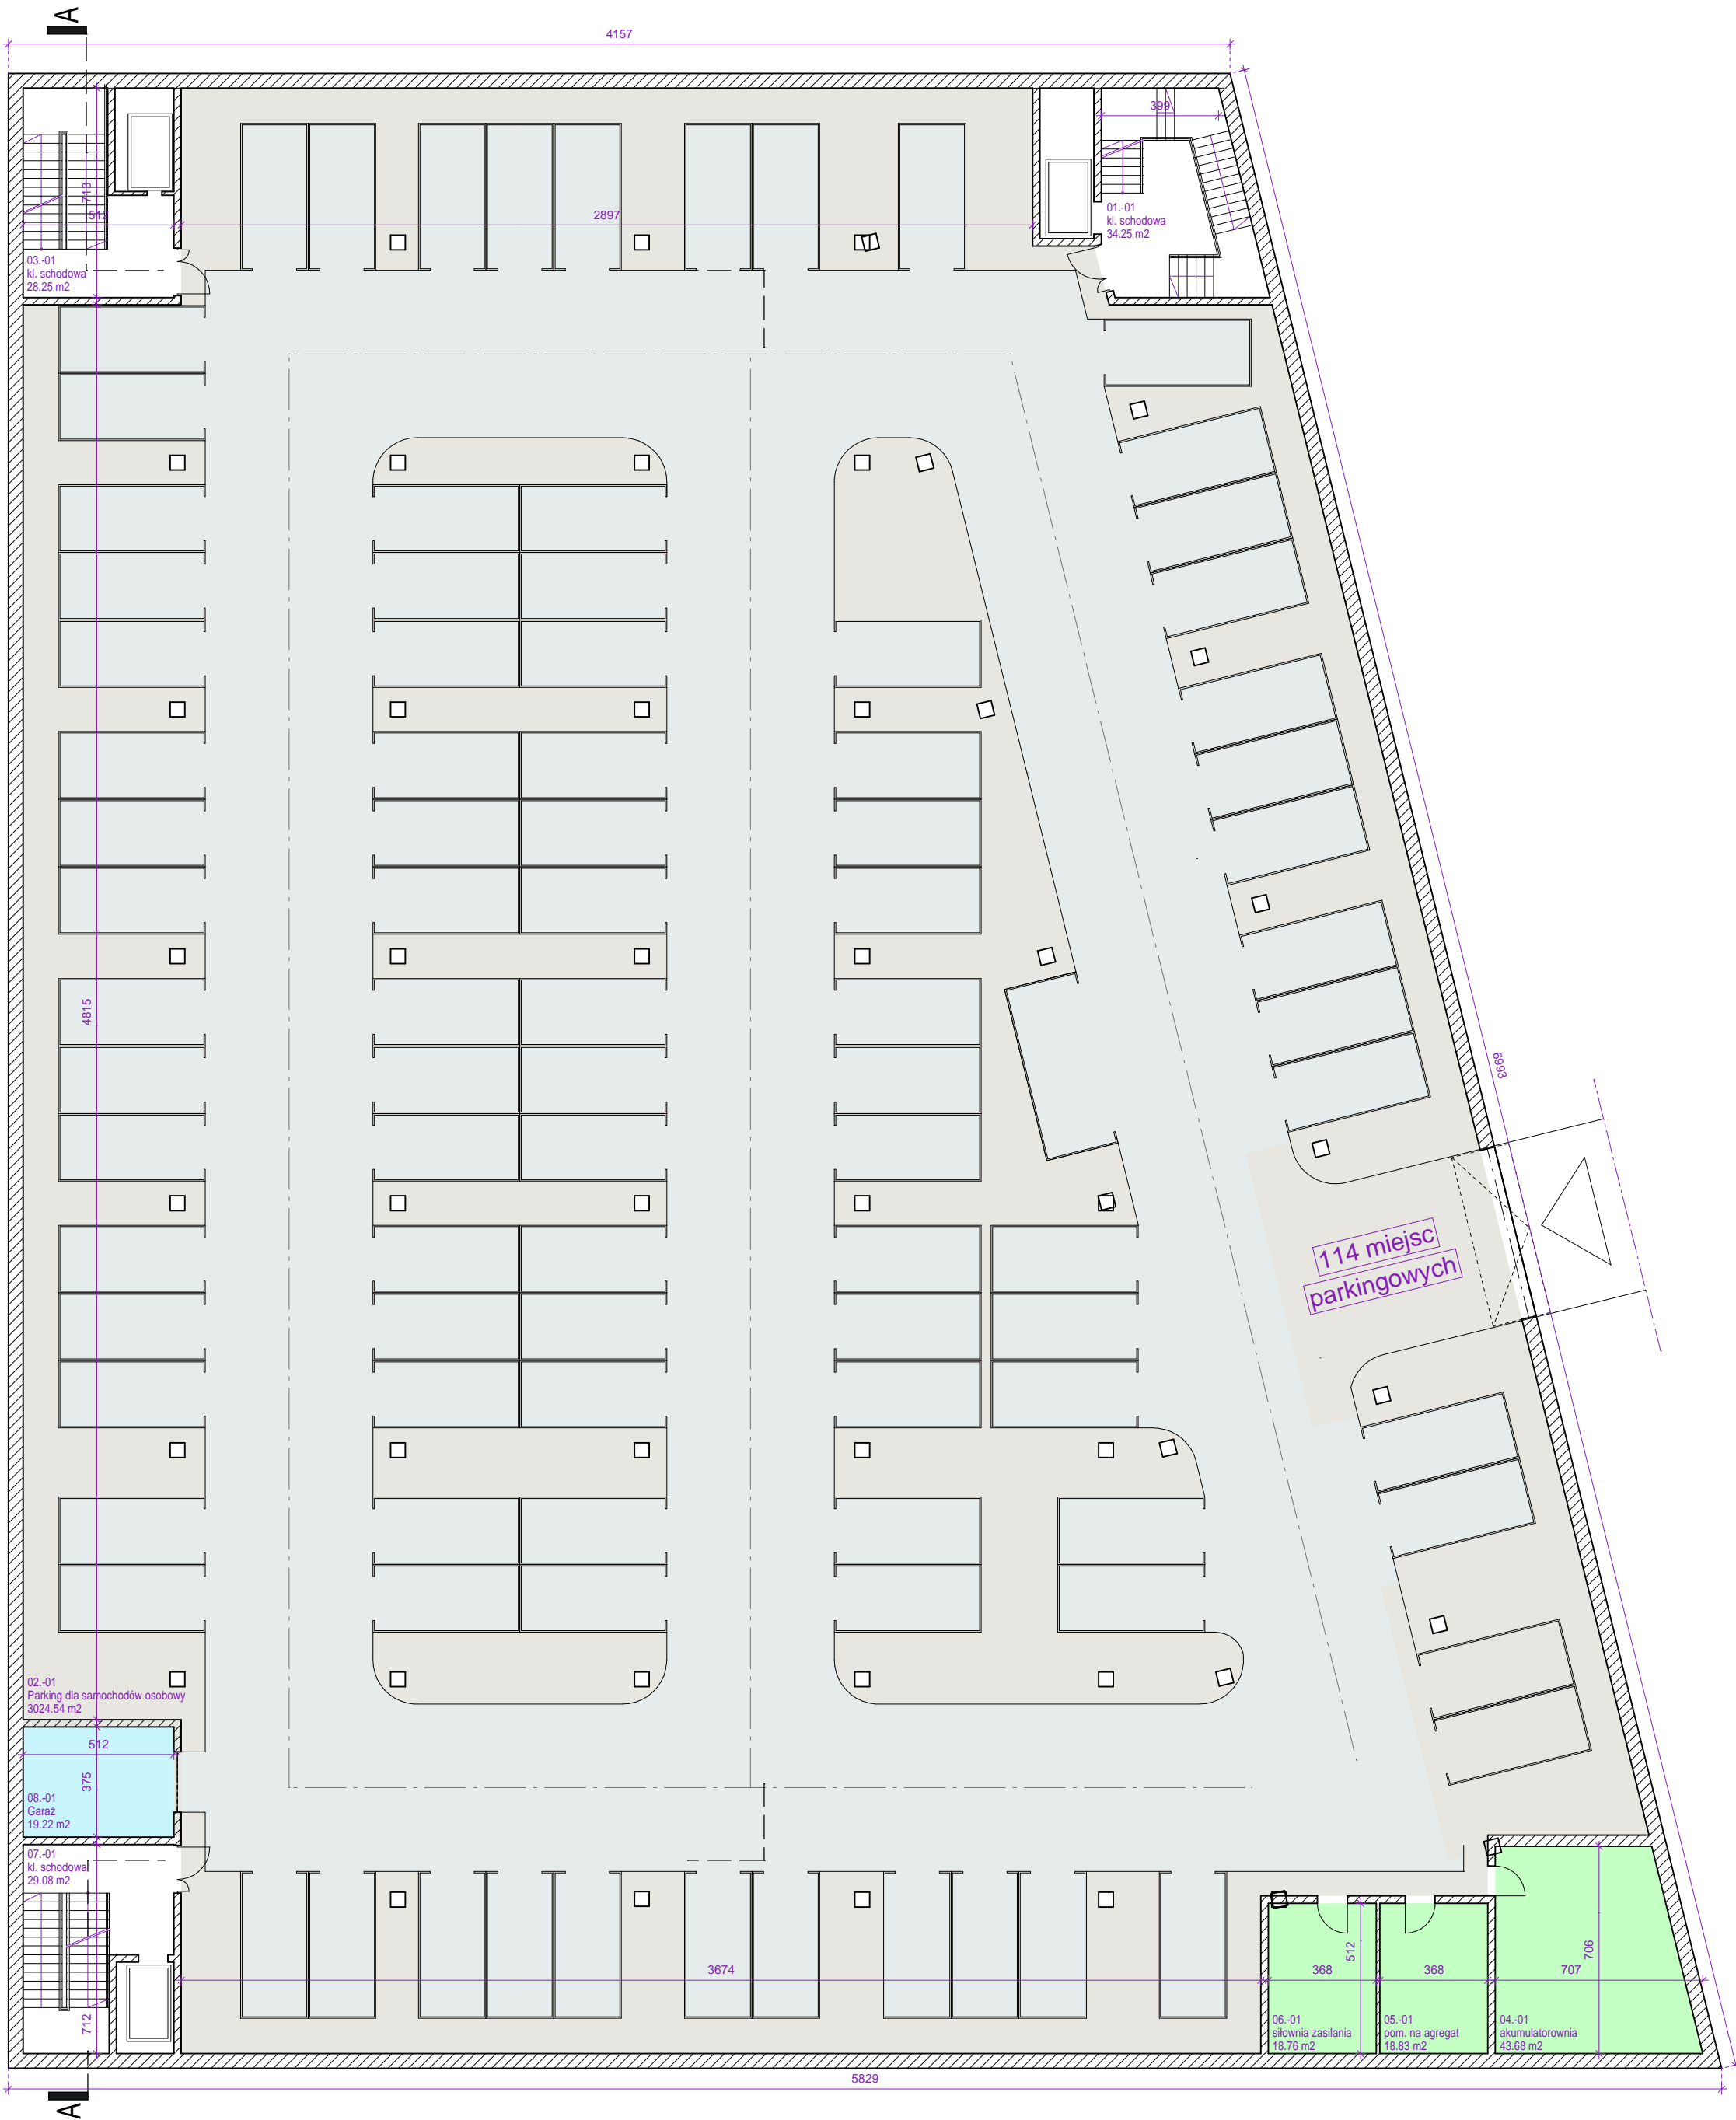 A
4157
399
713
512
2897
01.-01
kl. schodowa
34.25 m2
03.-01
kl. schodowa
28.25 m2
4815
6993
114 miejsc
parkingowych
02.-01
Parking dla samochodów osobowy
3024.54 m2
512
375
08.-01
Garaż
19.22 m2
07.-01
kl. schodowa
29.08 m2
712
3674
512
368
368
706
707
06.-01
siłownia zasilania
18.76 m2
05.-01
pom. na agregat
18.83 m2
04.-01
akumulatorownia
43.68 m2
5829
A